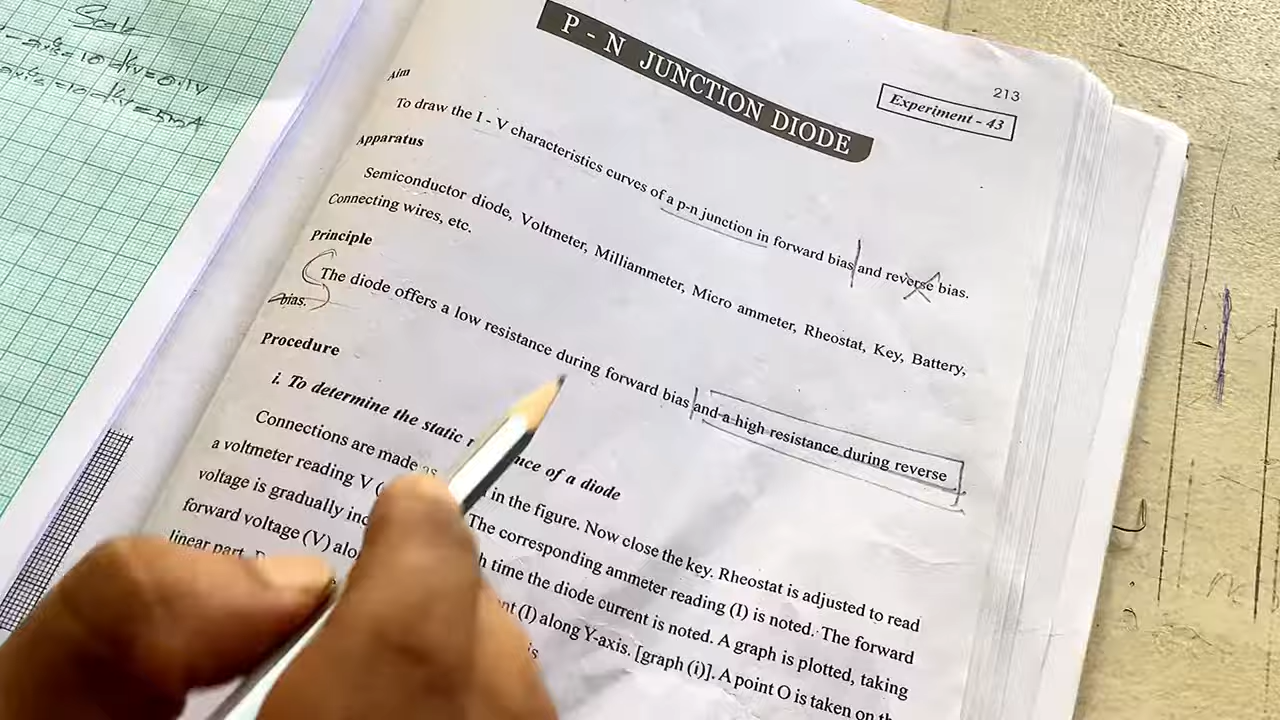 Scale
213
P - N JUNCTION DIODE
Experiment - 43
Aim
To draw the I - V characteristics curves of a p-n junction in forward bias and reverse bias.
Apparatus
Semiconductor diode, Voltmeter, Milliammeter, Micro ammeter, Rheostat, Key, Battery,
Connecting wires, etc.
Principle
The diode offers a low resistance during forward bias and a high resistance during reverse
bias.
Procedure
i. To determine the static nce of a diode
Connections are made as in the figure. Now close the key. Rheostat is adjusted to read
a voltmeter reading V The corresponding ammeter reading (I) is noted. The forward
voltage is gradually time the diode current is noted. A graph is plotted, taking
forward voltage (V) (I) along Y-axis. [graph (i)]. A point O is taken on
linear part.